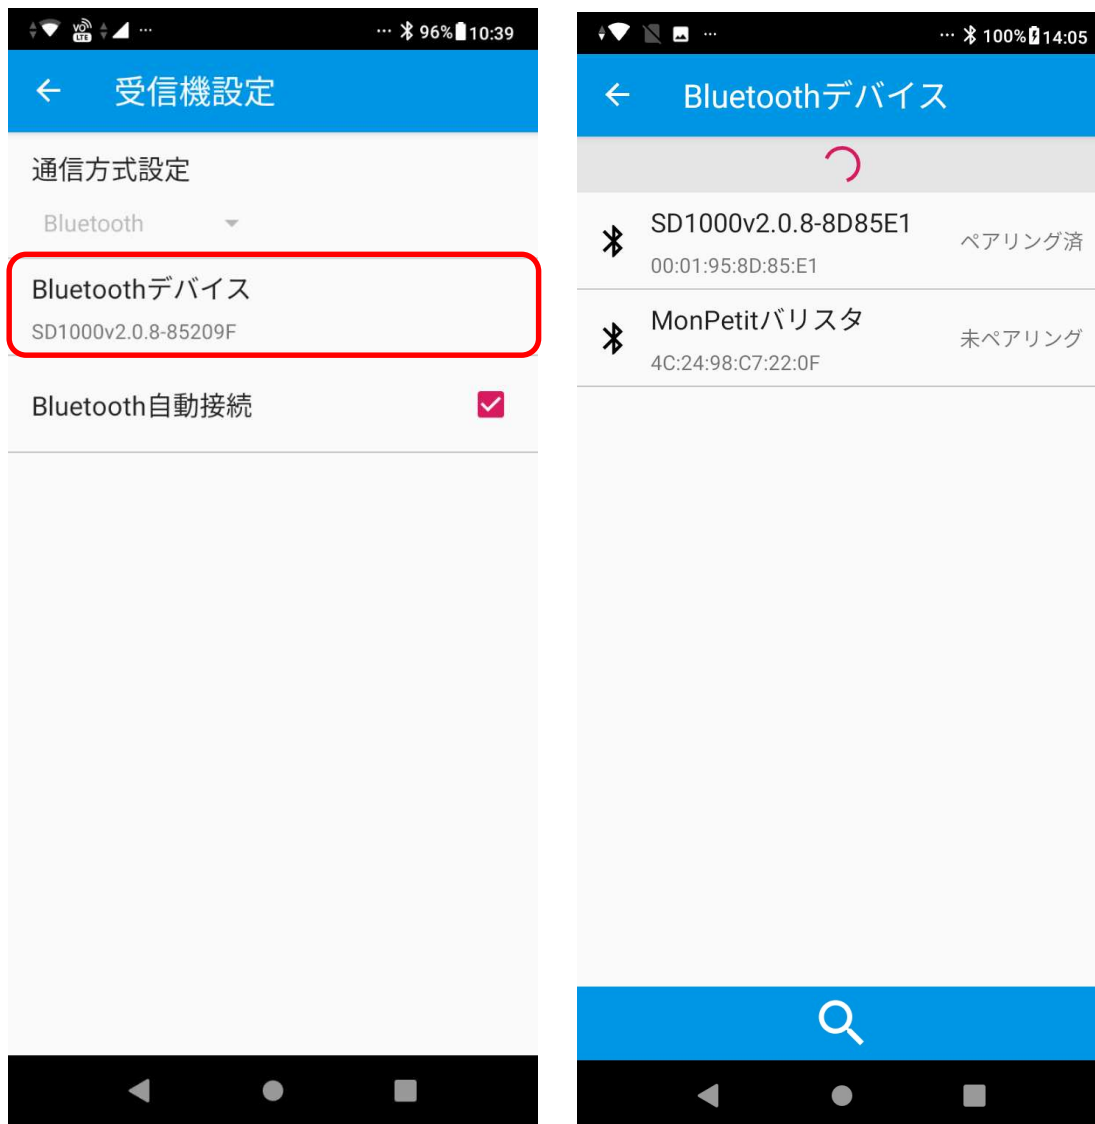 VO LTE … … 96% 10:39
受信機設定
通信方式設定
Bluetooth
Bluetoothデバイス
SD1000v2.0.8-85209F
Bluetooth自動接続
… … 100% 14:05
Bluetoothデバイス
SD1000v2.0.8-8D85E1
ペアリング済
00:01:95:8D:85:E1
MonPetitバリスタ
未ペアリング
4C:24:98:C7:22:0F